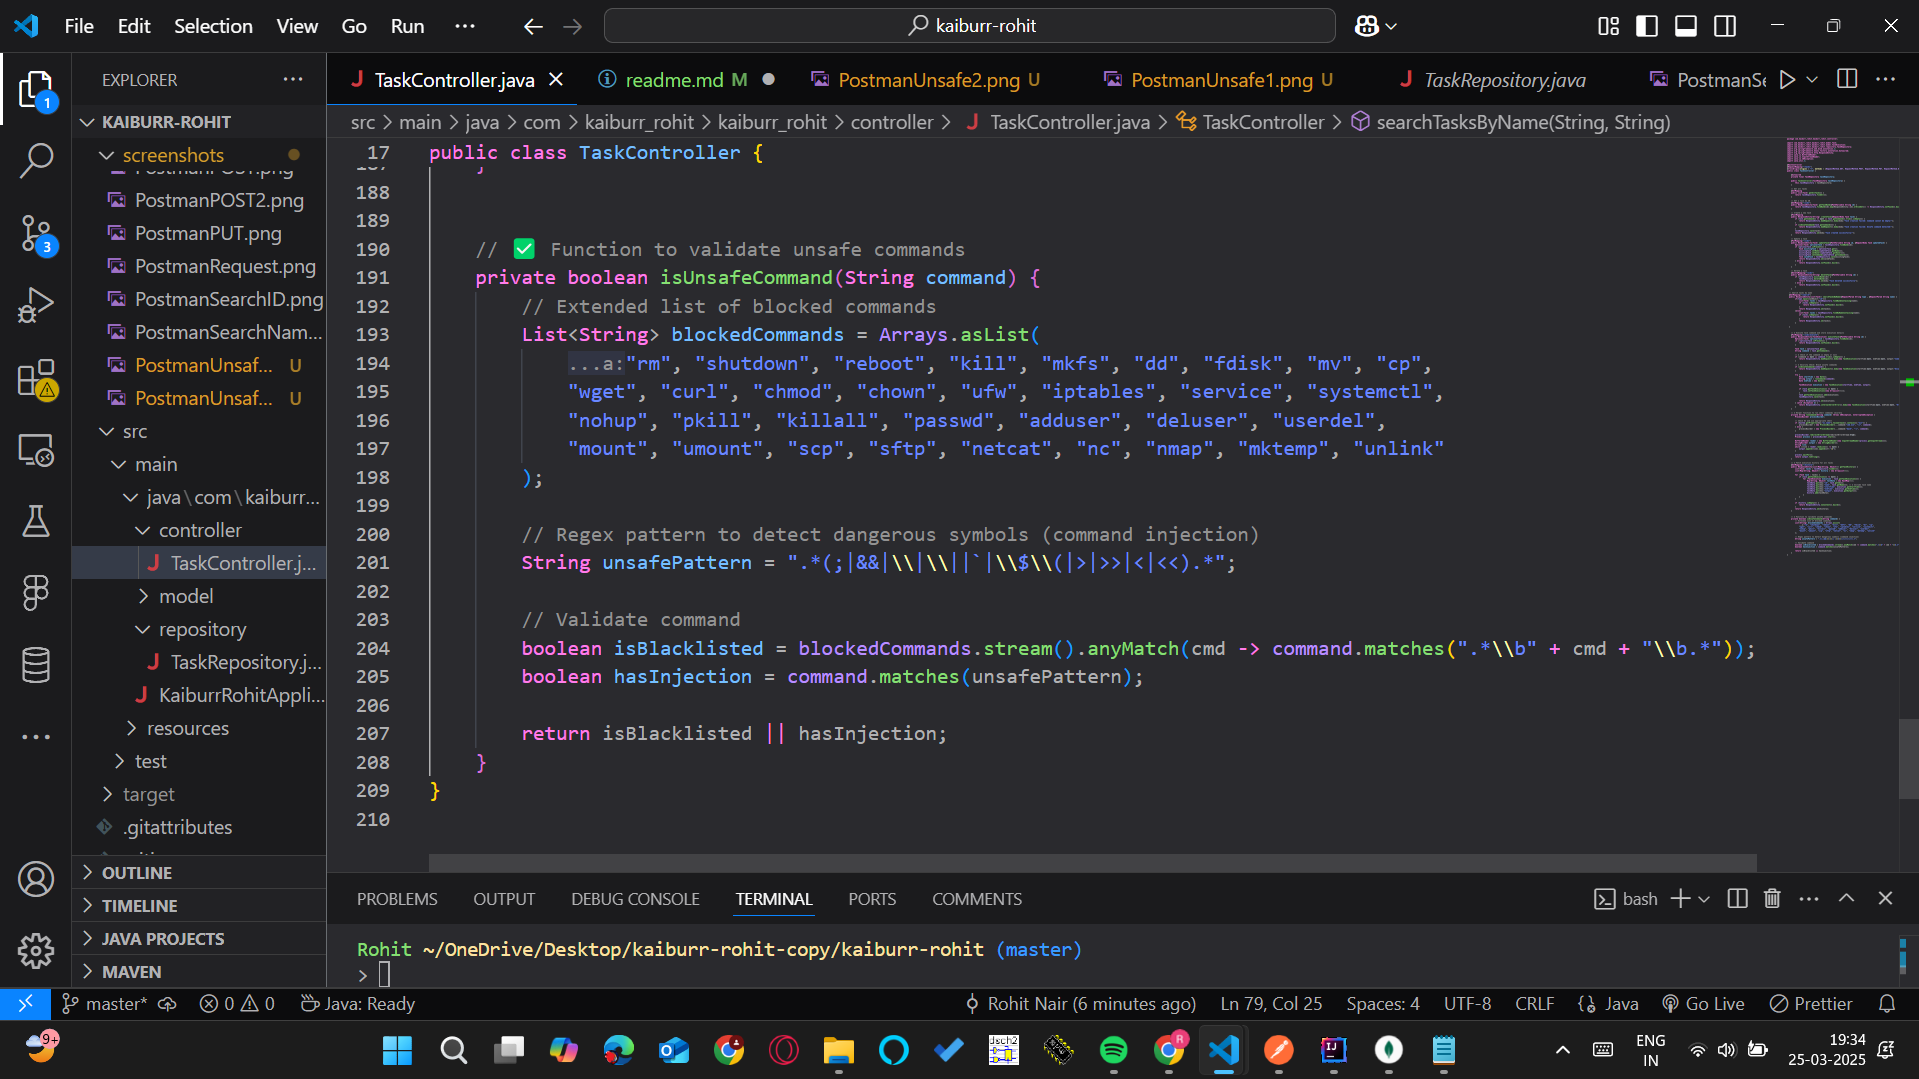 File Edit Selection View Go Run ··· kaiburr-rohit
EXPLORER ···
KAIBURR-ROHIT
screenshots
PostmanPOST2.png
PostmanPUT.png
PostmanRequest.png
PostmanSearchID.png
PostmanSearchNam...
PostmanUnsaf... U
PostmanUnsaf... U
src
main
java\com\kaiburr...
controller
TaskController.j...
model
repository
TaskRepository.j...
KaiburrRohitAppli...
resources
test
target
.gitattributes
OUTLINE
TIMELINE
JAVA PROJECTS
MAVEN
1
3
TaskController.java readme.md M PostmanUnsafe2.png U PostmanUnsafe1.png U TaskRepository.java PostmanSe
src > main > java > com > kaiburr_rohit > kaiburr_rohit > controller > TaskController.java > TaskController > searchTasksByName(String, String)
17 public class TaskController {
187 }
188
189
190 // ✅ Function to validate unsafe commands
191 private boolean isUnsafeCommand(String command) {
192 // Extended list of blocked commands
193 List<String> blockedCommands = Arrays.asList(
194 ...a:"rm", "shutdown", "reboot", "kill", "mkfs", "dd", "fdisk", "mv", "cp",
195 "wget", "curl", "chmod", "chown", "ufw", "iptables", "service", "systemctl",
196 "nohup", "pkill", "killall", "passwd", "adduser", "deluser", "userdel",
197 "mount", "umount", "scp", "sftp", "netcat", "nc", "nmap", "mktemp", "unlink"
198 );
199
200 // Regex pattern to detect dangerous symbols (command injection)
201 String unsafePattern = ".*(;|&&|\\|\\||`|\\$\\(|>|>>|<|<<).*";
202
203 // Validate command
204 boolean isBlacklisted = blockedCommands.stream().anyMatch(cmd -> command.matches(".*\\b" + cmd + "\\b.*"));
205 boolean hasInjection = command.matches(unsafePattern);
206
207 return isBlacklisted || hasInjection;
208 }
209 }
210
PROBLEMS OUTPUT DEBUG CONSOLE TERMINAL PORTS COMMENTS bash
Rohit ~/OneDrive/Desktop/kaiburr-rohit-copy/kaiburr-rohit (master)
>
master* 0 0 Java: Ready Rohit Nair (6 minutes ago) Ln 79, Col 25 Spaces: 4 UTF-8 CRLF Java Go Live Prettier
9+ dsch2 R IJ ENG IN 19:34 25-03-2025